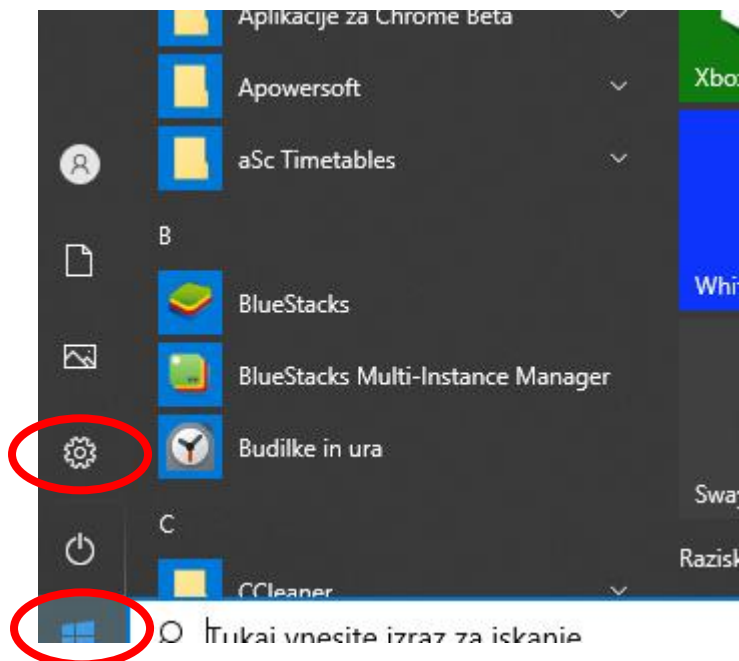 Aplikacije za Chrome Beta
Apowersoft
aSc Timetables
B
BlueStacks
BlueStacks Multi-Instance Manager
Budilke in ura
C
CCleaner
Tukaj vnesite izraz za iskanje
Xbox
Whit
Sway
Razisk